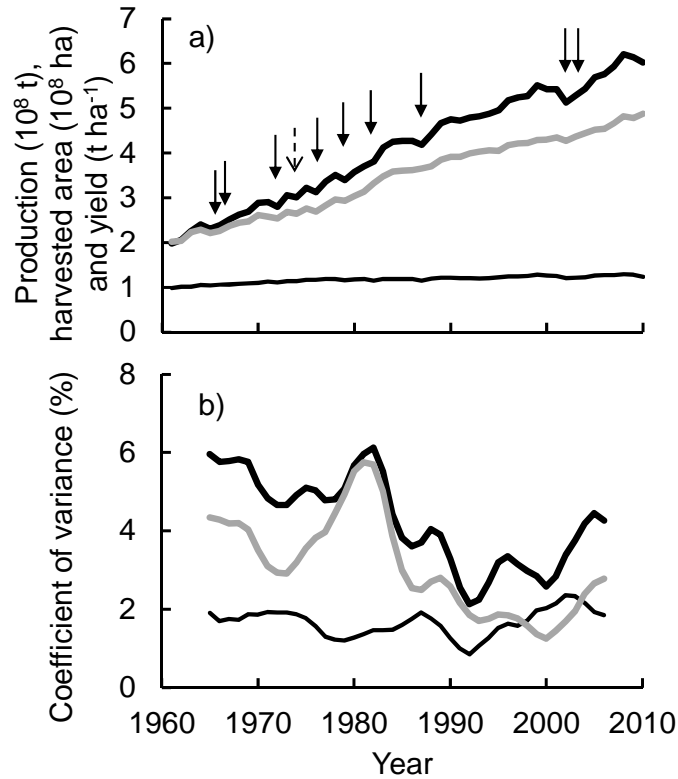 Production (10⁸ t),
harvested area (10⁸ ha)
and yield (t ha⁻¹)
7
6
5
4
3
2
1
0
a)
Coefficient of variance (%)
8
6
4
2
0
b)
1960 1970 1980 1990 2000 2010
Year